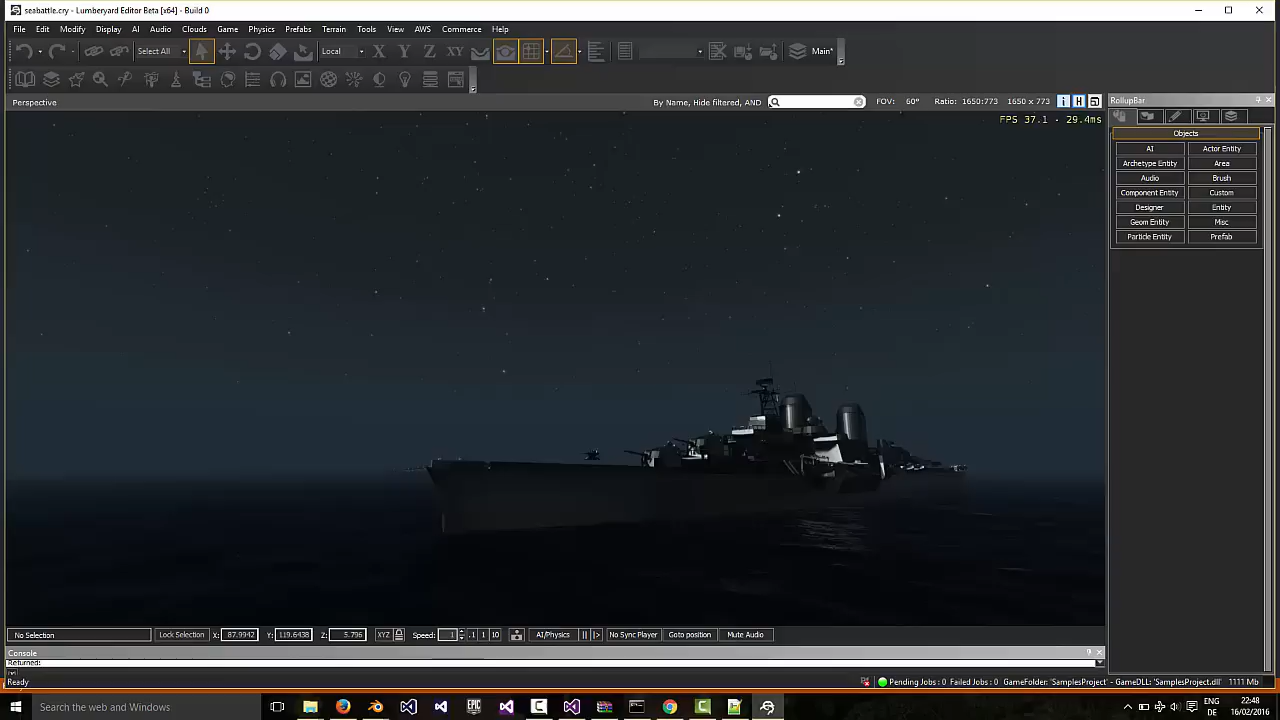 seabattle.cry - Lumberyard Editor Beta [x64] - Build 0
File Edit Modify Display AI Audio Clouds Game Physics Prefabs Terrain Tools View AWS Commerce Help
Select All Local X Y Z XY Main*
Perspective By Name, Hide filtered, AND FOV: 60° Ratio: 1650:773 1650 x 773 i H
FPS 37.1 - 29.4ms
RollupBar
Objects
AI Actor Entity
Archetype Entity Area
Audio Brush
Component Entity Custom
Designer Entity
Geom Entity Misc
Particle Entity Prefab
No Selection Lock Selection X: 87.9942 Y: 119.6438 Z: 5.796 XYZ Speed: 1 .1 1 10 AI/Physics No Sync Player Goto position Mute Audio
Console
Returned:
Ready Pending Jobs : 0 Failed Jobs : 0 GameFolder: 'SamplesProject' - GameDLL: 'SamplesProject.dll' 1111 Mb
Search the web and Windows
EPIC
ENG 22:48
DE 16/02/2016